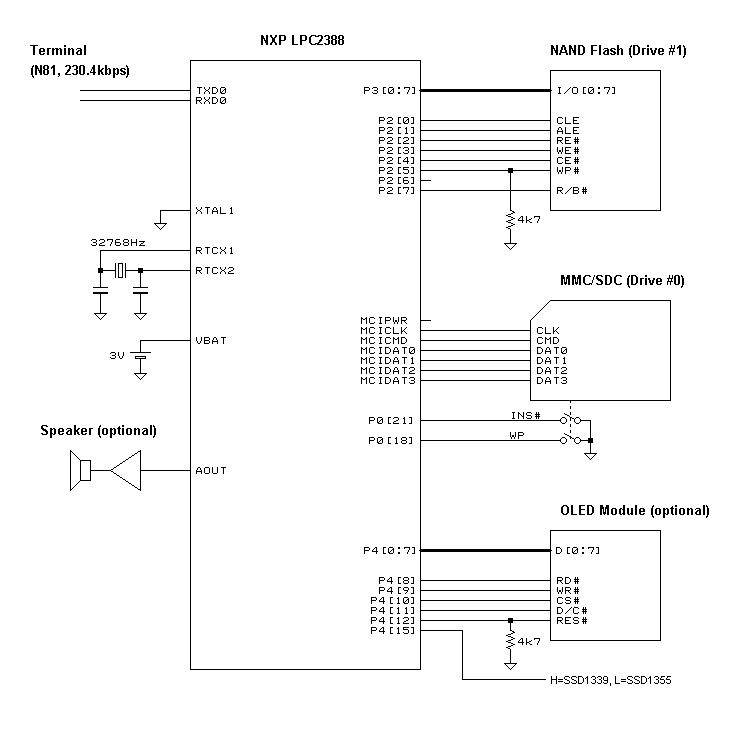 NXP LPC2388
Terminal
(N81, 230.4kbps)
TXD0
RXD0
XTAL1
32768Hz
RTCX1
RTCX2
VBAT
3V
Speaker (optional)
AOUT
NAND Flash (Drive #1)
P3[0:7]
I/O[0:7]
P2[0]
CLE
P2[1]
ALE
P2[2]
RE#
P2[3]
WE#
P2[4]
CE#
P2[5]
WP#
P2[6]
P2[7]
R/B#
4k7
MMC/SDC (Drive #0)
MCIPWR
MCICLK
CLK
MCICMD
CMD
MCIDAT0
DAT0
MCIDAT1
DAT1
MCIDAT2
DAT2
MCIDAT3
DAT3
P0[21]
INS#
P0[18]
WP
OLED Module (optional)
P4[0:7]
D[0:7]
P4[8]
RD#
P4[9]
WR#
P4[10]
CS#
P4[11]
D/C#
P4[12]
RES#
P4[15]
4k7
H=SSD1339, L=SSD1355